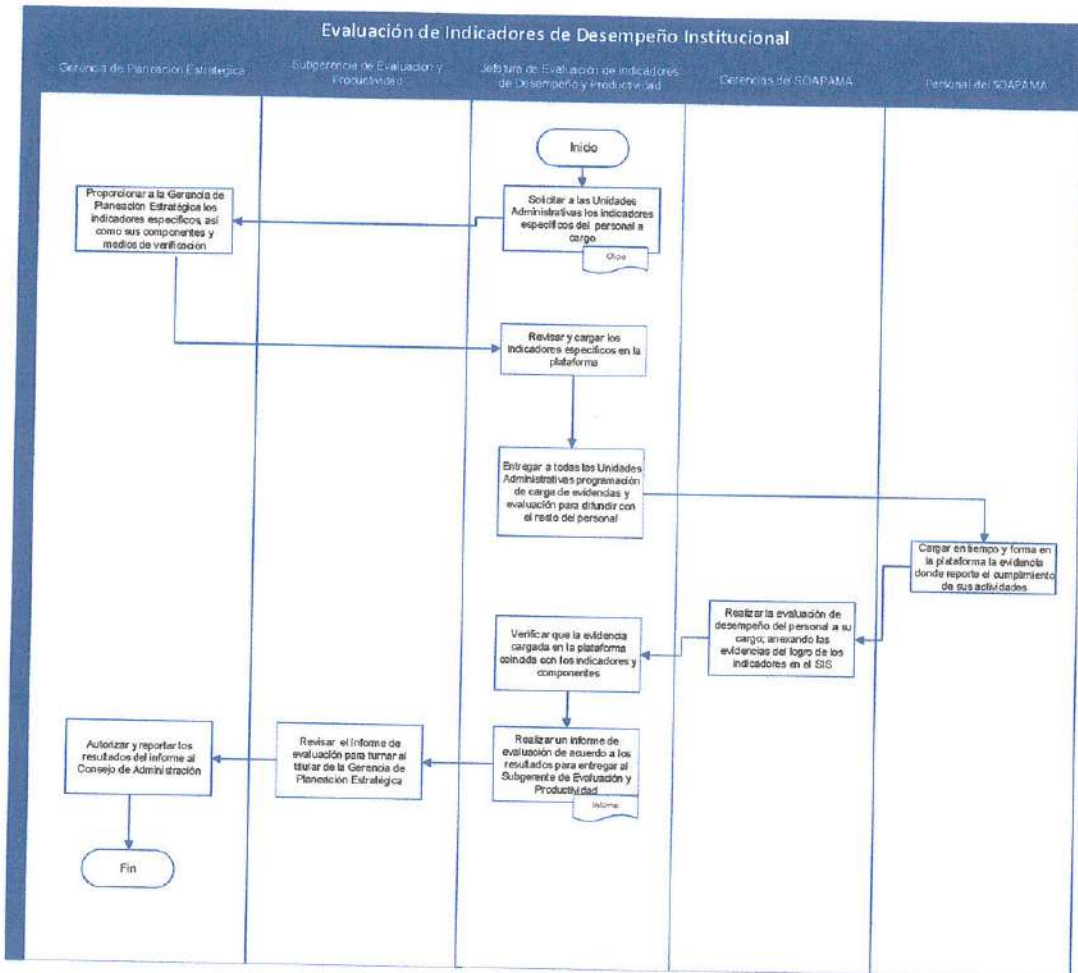 Evaluación de Indicadores de Desempeño Institucional
Gerencia de Planeación Estratégica
Subgerencia de Evaluación y
Productividad
Jefatura de Evaluación de Indicadores
de Desempeño y Productividad
Gerencias del SOAPAMA
Personal del SOAPAMA
Inicio
Solicitar a las Unidades
Administrativas los indicadores
específicos del personal a
cargo
Oficio
Proporcionar a la Gerencia de
Planeación Estratégica los
indicadores específicos, así
como sus componentes y
medios de verificación
Revisar y cargar los
indicadores específicos en la
plataforma
Entregar a todas las Unidades
Administrativas programación
de carga de evidencias y
evaluación para difundir con
el resto del personal
Cargar en tiempo y forma en
la plataforma la evidencia
donde reporte el cumplimiento
de sus actividades
Realizar la evaluación de
desempeño del personal a su
cargo; anexando las
evidencias del logro de los
indicadores en el SIS
Verificar que la evidencia
cargada en la plataforma
coincida con los indicadores y
componentes
Realizar un informe de
evaluación de acuerdo a los
resultados para entregar al
Subgerente de Evaluación y
Productividad
Informe
Revisar el informe de
evaluación para turnar al
titular de la Gerencia de
Planeación Estratégica
Autorizar y reportar los
resultados del informe al
Consejo de Administración
Fin